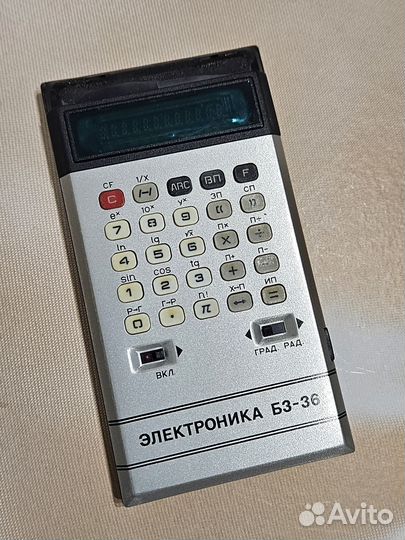 CF 1/X
C /-/ ARC ВП F
eˣ 10ˣ yˣ ЗП СП
7 8 9 (( ))
ln lg √x П× П÷
4 5 6 × ÷
sin cos tg П+ П-
1 2 3 +
P→Г Г→P П! X↔П ИП
0 · π ↔ =
ВКЛ. ГРАД. РАД.
ЭЛЕКТРОНИКА Б3-36
Avito